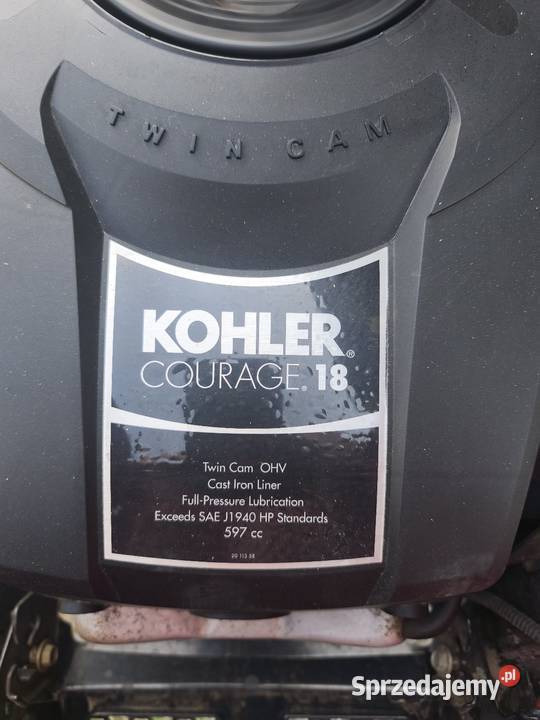 TWIN CAM
KOHLER®
COURAGE® 18
Twin Cam OHV
Cast Iron Liner
Full-Pressure Lubrication
Exceeds SAE J1940 HP Standards
597 cc
Sprzedajemy.pl